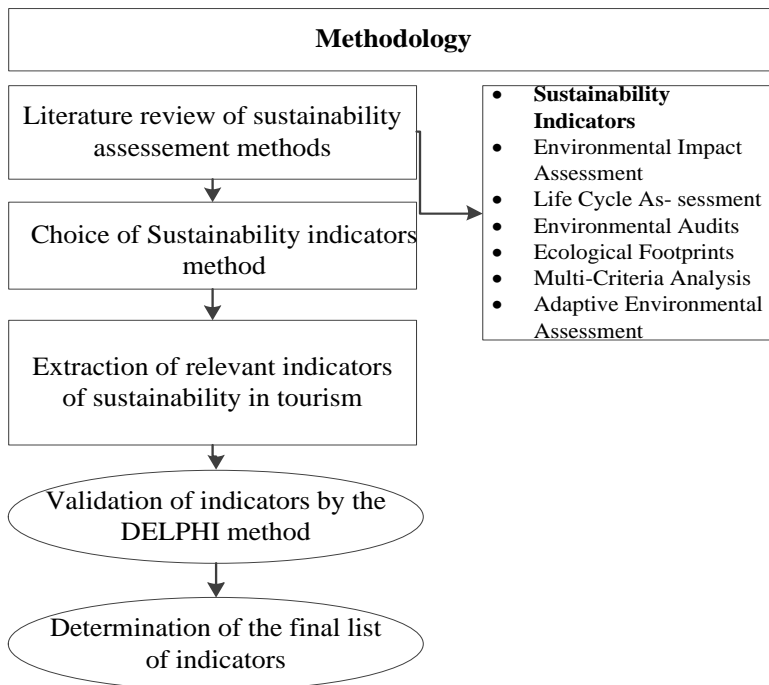 Methodology
Literature review of sustainability
assessement methods
Choice of Sustainability indicators
method
Extraction of relevant indicators
of sustainability in tourism
Validation of indicators by the
DELPHI method
Determination of the final list
of indicators
• Sustainability
Indicators
• Environmental Impact
Assessment
• Life Cycle As- sessment
• Environmental Audits
• Ecological Footprints
• Multi-Criteria Analysis
• Adaptive Environmental
Assessment